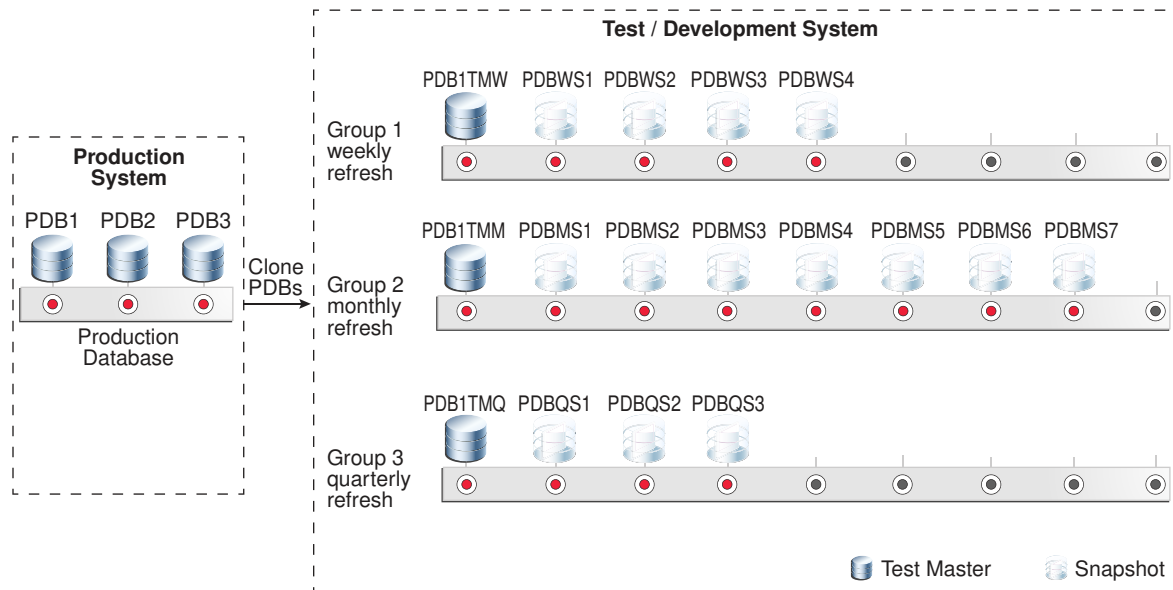 Test / Development System
Production
System
PDB1 PDB2 PDB3
Production
Database
Clone
PDBs
PDB1TMW PDBWS1 PDBWS2 PDBWS3 PDBWS4
Group 1
weekly
refresh
PDB1TMM PDBMS1 PDBMS2 PDBMS3 PDBMS4 PDBMS5 PDBMS6 PDBMS7
Group 2
monthly
refresh
PDB1TMQ PDBQS1 PDBQS2 PDBQS3
Group 3
quarterly
refresh
Test Master Snapshot